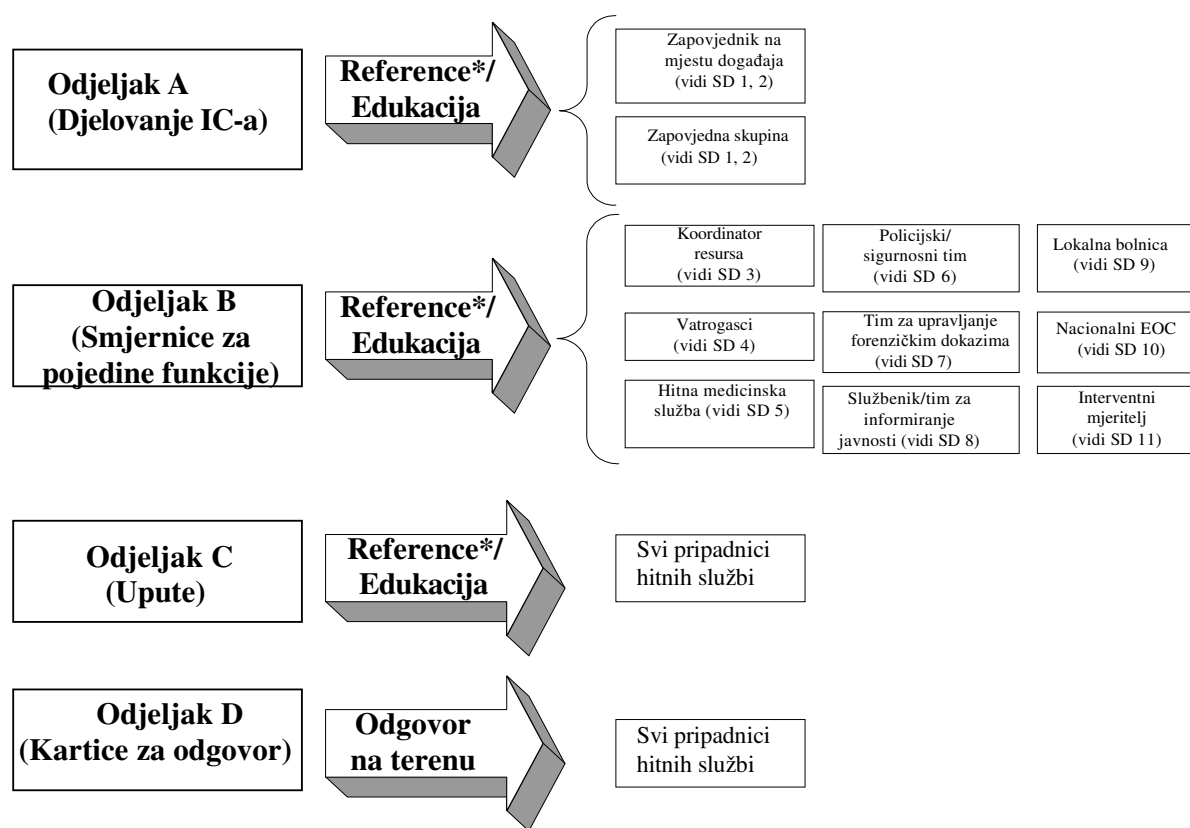 Odjeljak A
(Djelovanje IC-a)
Reference*/
Edukacija
Zapovjednik na
mjestu događaja
(vidi SD 1, 2)
Zapovjedna skupina
(vidi SD 1, 2)
Odjeljak B
(Smjernice za
pojedine funkcije)
Reference*/
Edukacija
Koordinator
resursa
(vidi SD 3)
Policijski/
sigurnosni tim
(vidi SD 6)
Lokalna bolnica
(vidi SD 9)
Vatrogasci
(vidi SD 4)
Tim za upravljanje
forenzičkim dokazima
(vidi SD 7)
Nacionalni EOC
(vidi SD 10)
Hitna medicinska
služba (vidi SD 5)
Službenik/tim za
informiranje
javnosti (vidi SD 8)
Interventni
mjeritelj
(vidi SD 11)
Odjeljak C
(Upute)
Reference*/
Edukacija
Svi pripadnici
hitnih službi
Odjeljak D
(Kartice za odgovor)
Odgovor
na terenu
Svi pripadnici
hitnih službi